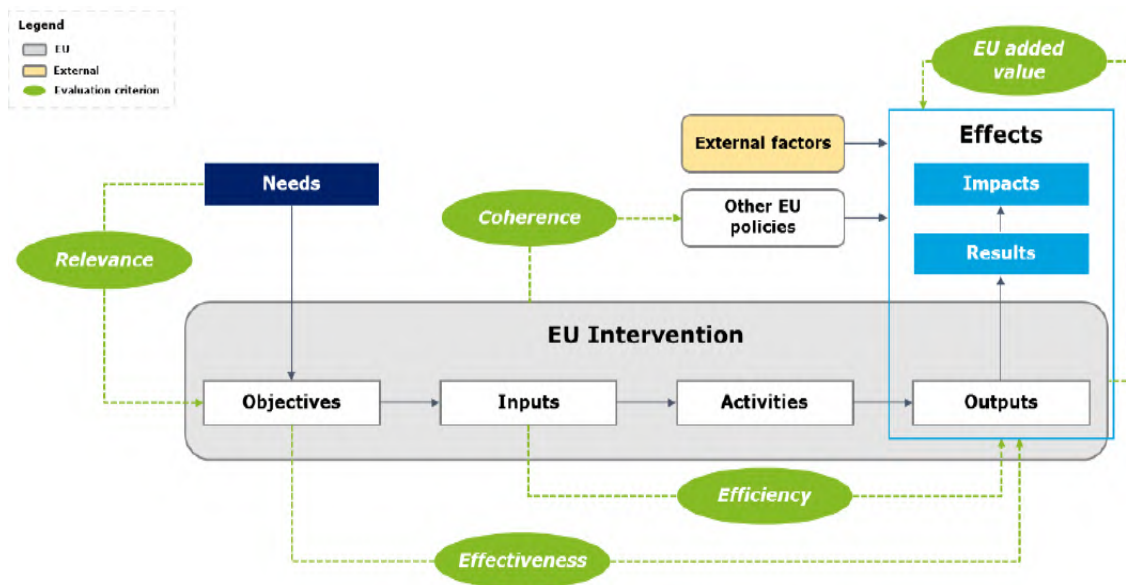 Legend
EU
External
Evaluation criterion
EU added
value
External factors
Effects
Needs
Impacts
Coherence
Other EU
policies
Relevance
Results
EU Intervention
Objectives
Inputs
Activities
Outputs
Efficiency
Effectiveness